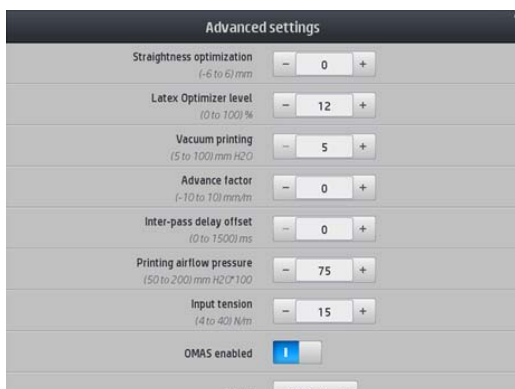 Advanced settings
Straightness optimization
(-6 to 6) mm
- 0 +
Latex Optimizer level
(0 to 100) %
- 12 +
Vacuum printing
(5 to 100) mm H2O
- 5 +
Advance factor
(-10 to 10) mm/m
- 0 +
Inter-pass delay offset
(0 to 1500) ms
- 0 +
Printing airflow pressure
(50 to 200) mm H2O*100
- 75 +
Input tension
(4 to 40) N/m
- 15 +
OMAS enabled